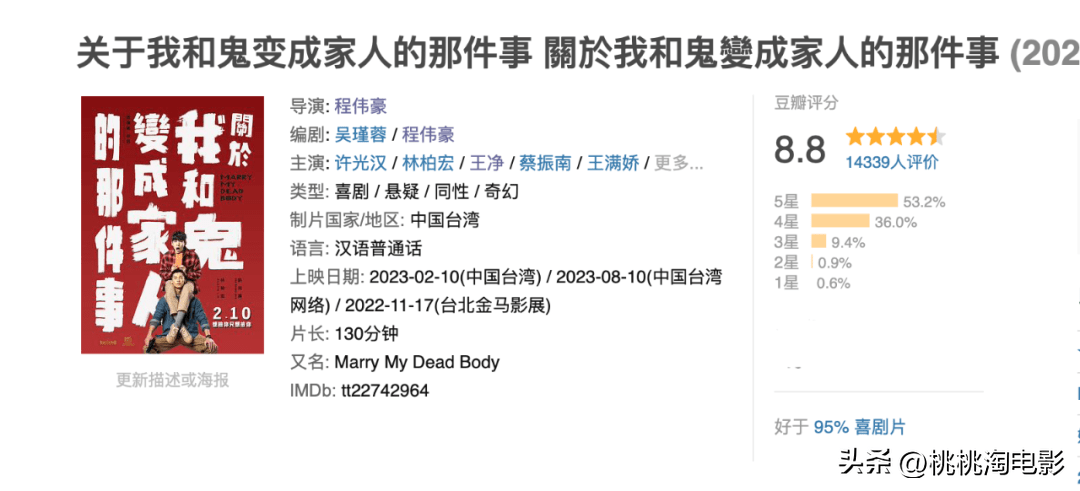 关于我和鬼变成家人的那件事 關於我和鬼變成家人的那件事 (202
關於
我和鬼
變成家人
的那件事
MARRY
MY
DEAD
BODY
2.10
更新描述或海报
导演: 程伟豪
编剧: 吴瑾蓉 / 程伟豪
主演: 许光汉 / 林柏宏 / 王净 / 蔡振南 / 王满娇 / 更多...
类型: 喜剧 / 悬疑 / 同性 / 奇幻
制片国家/地区: 中国台湾
语言: 汉语普通话
上映日期: 2023-02-10(中国台湾) / 2023-08-10(中国台湾
网络) / 2022-11-17(台北金马影展)
片长: 130分钟
又名: Marry My Dead Body
IMDb: tt22742964
豆瓣评分
8.8
14339人评价
5星 53.2%
4星 36.0%
3星 9.4%
2星 0.9%
1星 0.6%
好于 95% 喜剧片
头条 @桃桃淘电影